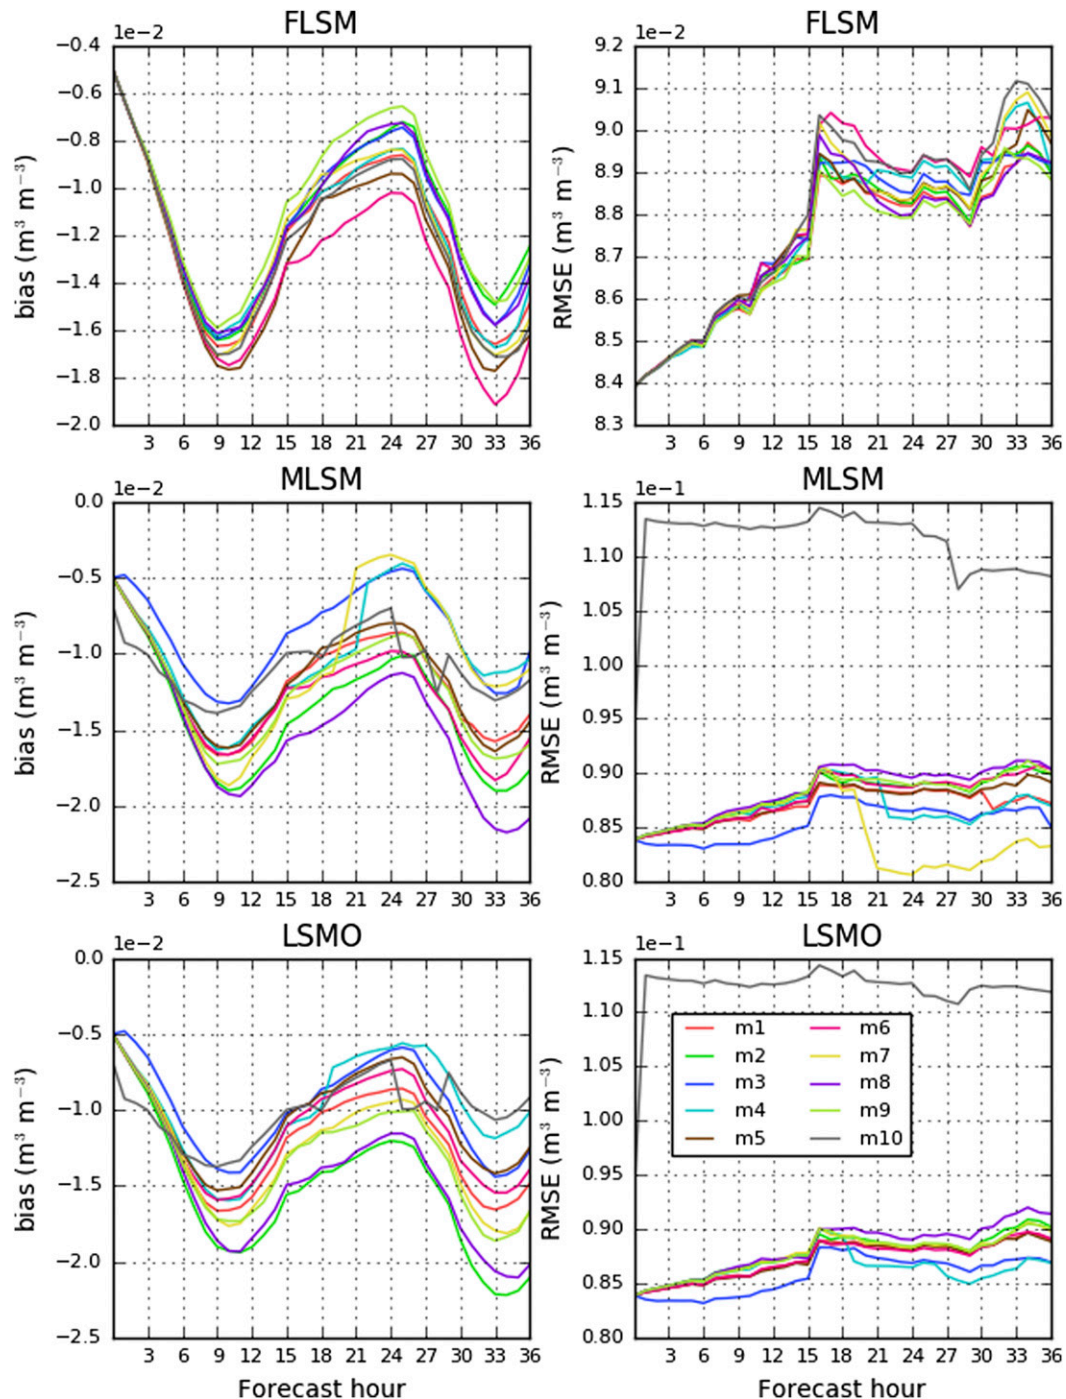 FLSM
FLSM
1e−2
1e−2
−0.4
−0.6
−0.8
−1.0
−1.2
−1.4
−1.6
−1.8
−2.0
bias (m³ m⁻³)
3 6 9 12 15 18 21 24 27 30 33 36
9.2
9.1
9.0
8.9
8.8
8.7
8.6
8.5
8.4
8.3
RMSE (m³ m⁻³)
3 6 9 12 15 18 21 24 27 30 33 36
MLSM
MLSM
1e−2
1e−1
0.0
−0.5
−1.0
−1.5
−2.0
−2.5
bias (m³ m⁻³)
3 6 9 12 15 18 21 24 27 30 33 36
1.15
1.10
1.05
1.00
0.95
0.90
0.85
0.80
RMSE (m³ m⁻³)
3 6 9 12 15 18 21 24 27 30 33 36
LSMO
LSMO
1e−2
1e−1
0.0
−0.5
−1.0
−1.5
−2.0
−2.5
bias (m³ m⁻³)
3 6 9 12 15 18 21 24 27 30 33 36
Forecast hour
1.15
1.10
1.05
1.00
0.95
0.90
0.85
0.80
RMSE (m³ m⁻³)
m1 m6
m2 m7
m3 m8
m4 m9
m5 m10
3 6 9 12 15 18 21 24 27 30 33 36
Forecast hour